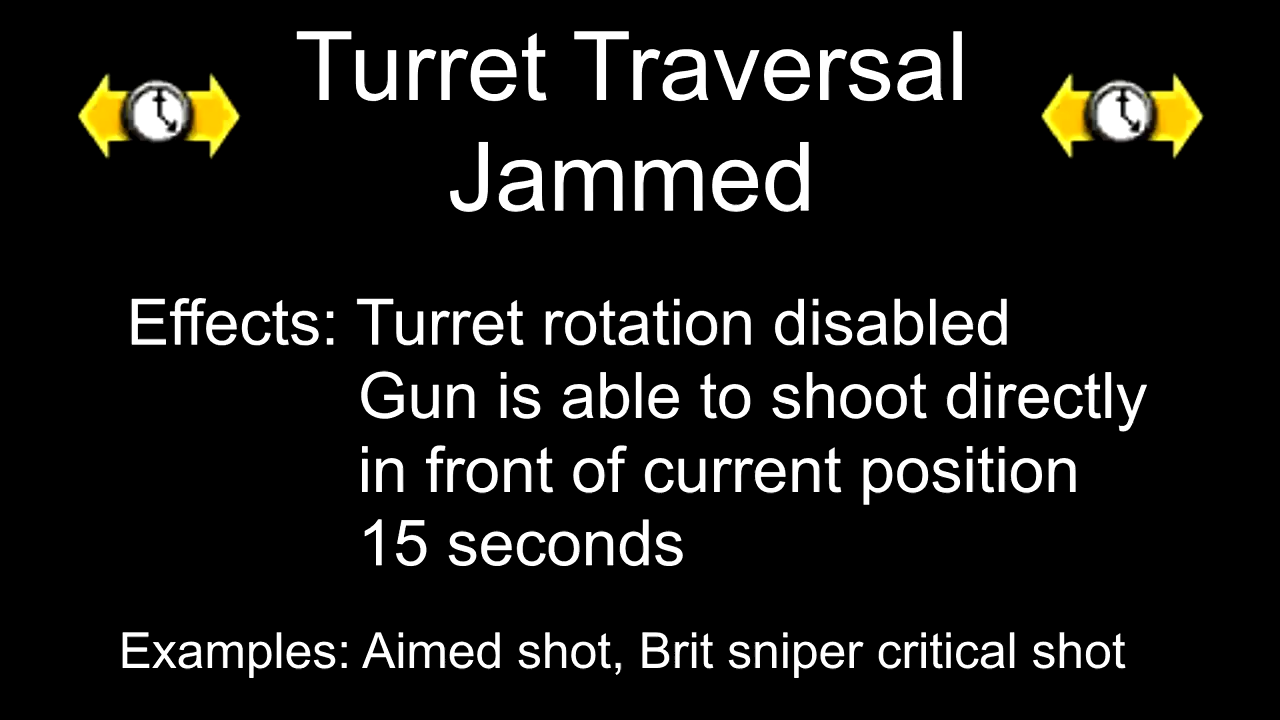 Turret Traversal
Jammed
Effects: Turret rotation disabled
Gun is able to shoot directly
in front of current position
15 seconds
Examples: Aimed shot, Brit sniper critical shot